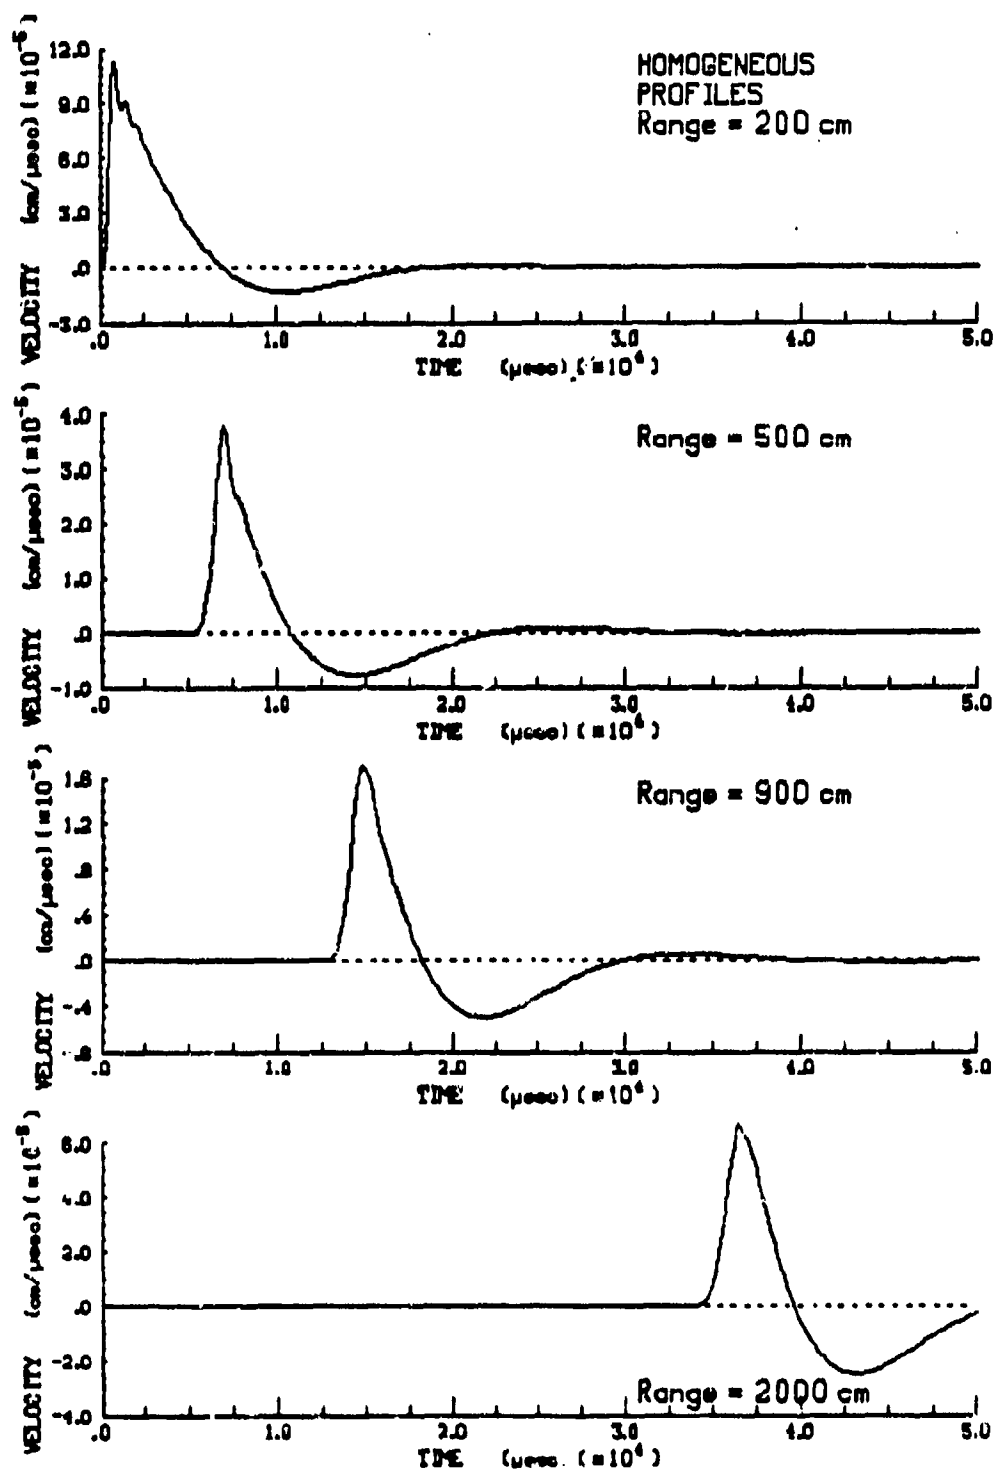 HOMOGENEOUS
PROFILES
Range = 200 cm
VELOCITY (cm/μsec) (×10⁻⁵)
12.0
9.0
6.0
3.0
.0
-3.0
.0 1.0 2.0 3.0 4.0 5.0
TIME (μsec) (×10⁴)
Range = 500 cm
VELOCITY (cm/μsec) (×10⁻⁵)
4.0
3.0
2.0
1.0
.0
-1.0
.0 1.0 2.0 3.0 4.0 5.0
TIME (μsec) (×10⁴)
Range = 900 cm
VELOCITY (cm/μsec) (×10⁻⁵)
1.6
1.2
.8
.4
.0
-.4
.8
.0 1.0 2.0 3.0 4.0 5.0
TIME (μsec) (×10⁴)
VELOCITY (cm/μsec)
6.0
4.0
2.0
.0
-2.0
-4.0
Range = 2000 cm
.0 1.0 2.0 3.0 4.0 5.0
TIME (μsec. (×10⁴)